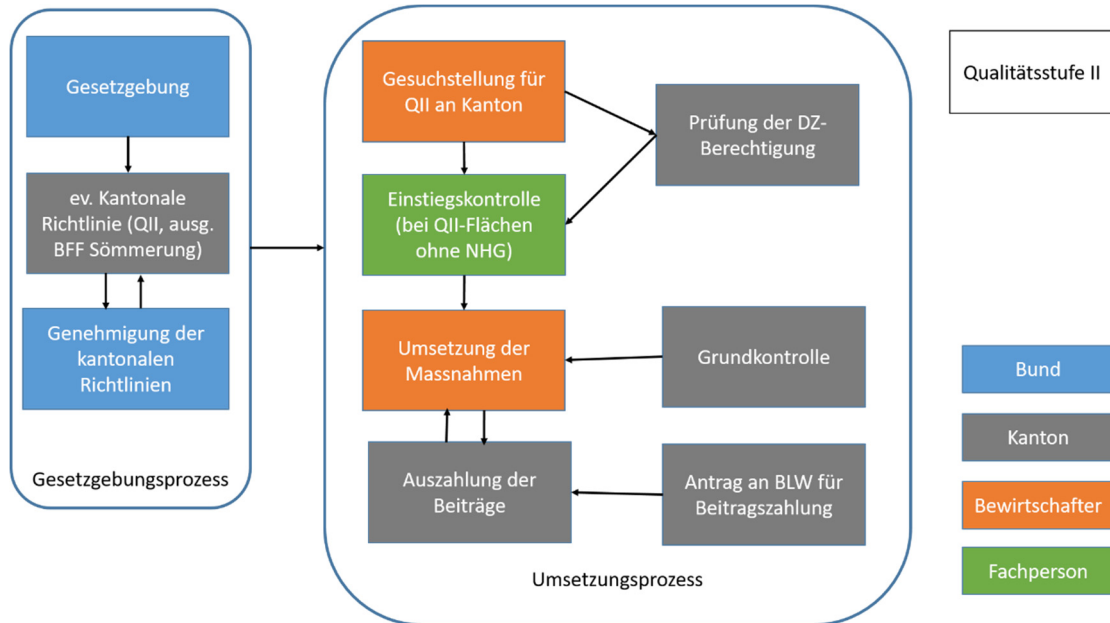 Gesetzgebung
ev. Kantonale
Richtlinie (QII, ausg.
BFF Sömmerung)
Genehmigung der
kantonalen
Richtlinien
Gesetzgebungsprozess
Gesuchstellung für
QII an Kanton
Prüfung der DZ-
Berechtigung
Einstiegskontrolle
(bei QII-Flächen
ohne NHG)
Umsetzung der
Massnahmen
Grundkontrolle
Auszahlung der
Beiträge
Antrag an BLW für
Beitragszahlung
Umsetzungsprozess
Qualitätsstufe II
Bund
Kanton
Bewirtschafter
Fachperson